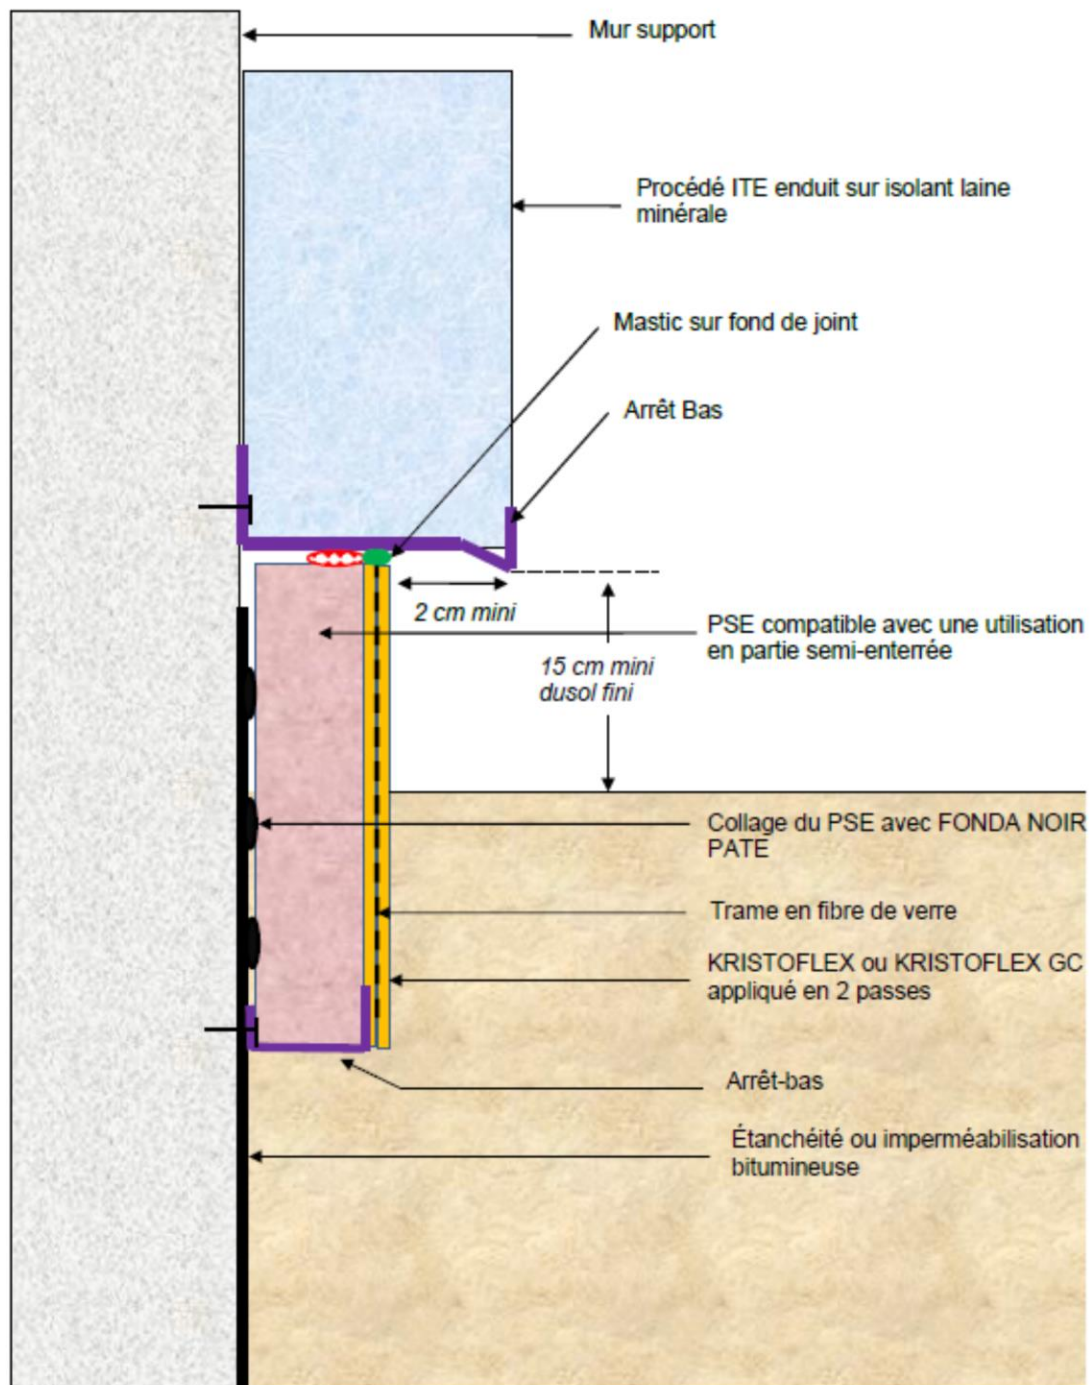 Mur support
Procédé ITE enduit sur isolant laine
minérale
Mastic sur fond de joint
Arrêt Bas
2 cm mini
PSE compatible avec une utilisation
en partie semi-enterrée
15 cm mini
dusol fini
Collage du PSE avec FONDA NOIR
PATE
Trame en fibre de verre
KRISTOFLEX ou KRISTOFLEX GC
appliqué en 2 passes
Arrêt-bas
Étanchéité ou imperméabilisation
bitumineuse